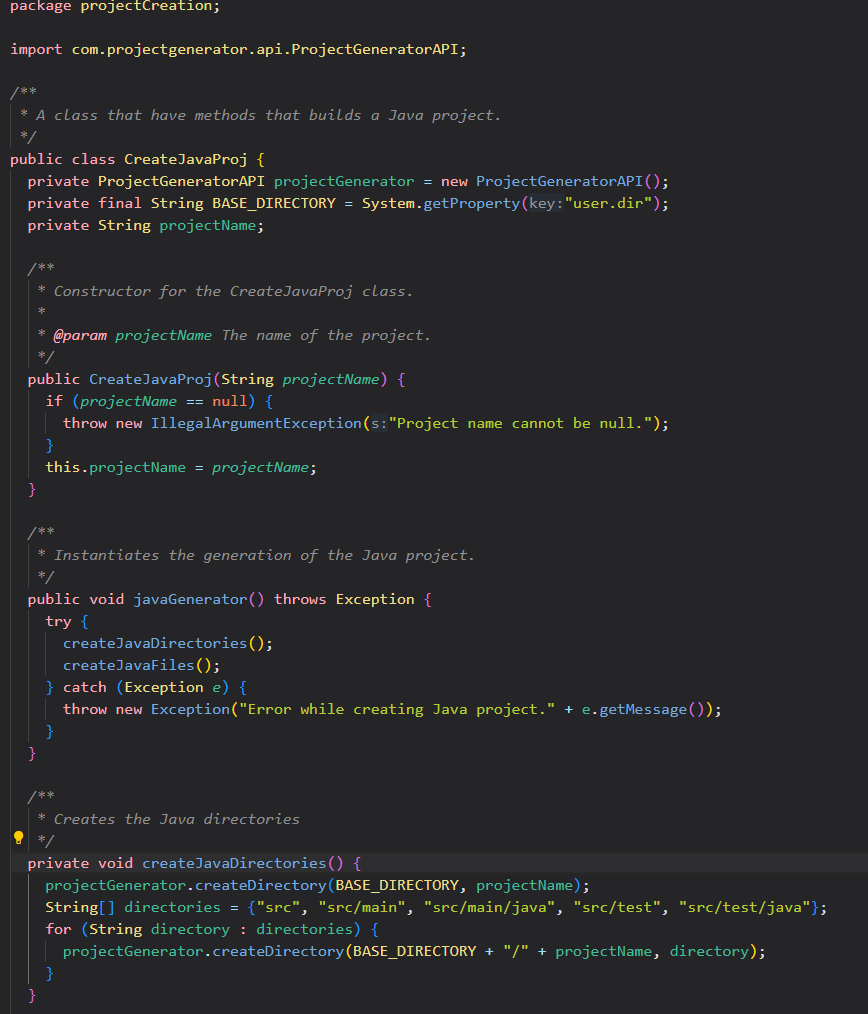 package projectCreation;
import com.projectgenerator.api.ProjectGeneratorAPI;
/**
 * A class that have methods that builds a Java project.
 */
public class CreateJavaProj {
  private ProjectGeneratorAPI projectGenerator = new ProjectGeneratorAPI();
  private final String BASE_DIRECTORY = System.getProperty(key:"user.dir");
  private String projectName;
  /**
   * Constructor for the CreateJavaProj class.
   *
   * @param projectName The name of the project.
   */
  public CreateJavaProj(String projectName) {
    if (projectName == null) {
      throw new IllegalArgumentException(s:"Project name cannot be null.");
    }
    this.projectName = projectName;
  }
  /**
   * Instantiates the generation of the Java project.
   */
  public void javaGenerator() throws Exception {
    try {
      createJavaDirectories();
      createJavaFiles();
    } catch (Exception e) {
      throw new Exception("Error while creating Java project." + e.getMessage());
    }
  }
  /**
   * Creates the Java directories
   */
  private void createJavaDirectories() {
    projectGenerator.createDirectory(BASE_DIRECTORY, projectName);
    String[] directories = {"src", "src/main", "src/main/java", "src/test", "src/test/java"};
    for (String directory : directories) {
      projectGenerator.createDirectory(BASE_DIRECTORY + "/" + projectName, directory);
    }
  }